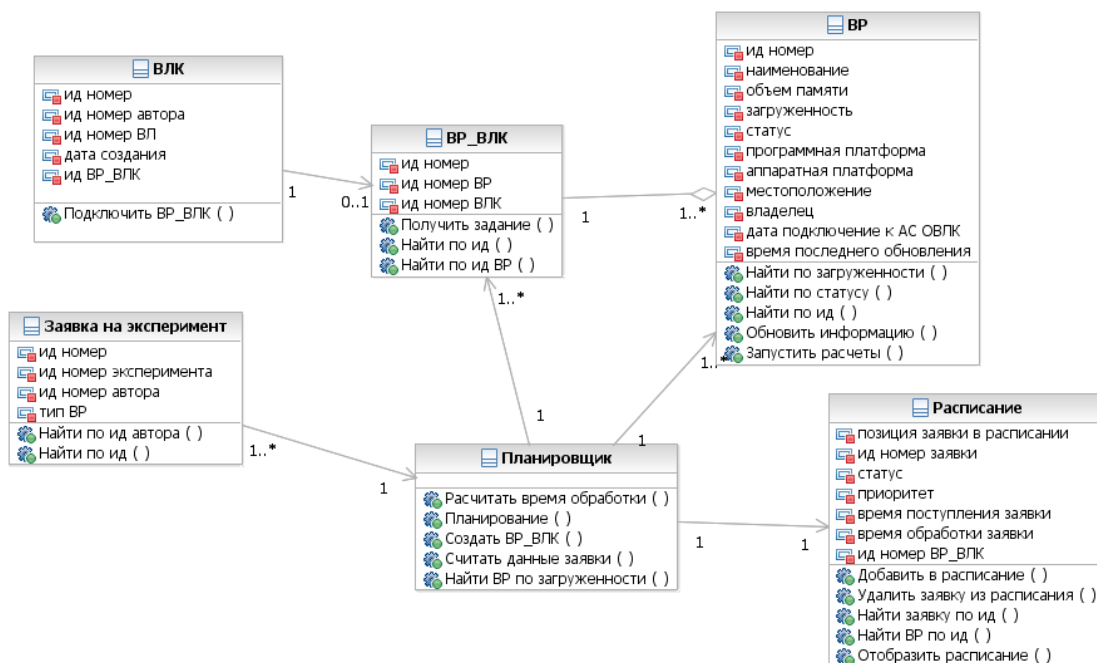 ВЛК
ид номер
ид номер автора
ид номер ВЛ
дата создания
ид ВР_ВЛК
Подключить ВР_ВЛК ( )
1
0..1
ВР_ВЛК
ид номер
ид номер ВР
ид номер ВЛК
Получить задание ( )
Найти по ид ( )
Найти по ид ВР ( )
1
1..*
ВР
ид номер
наименование
объем памяти
загруженность
статус
программная платформа
аппаратная платформа
местоположение
владелец
дата подключение к АС ОВЛК
время последнего обновления
Найти по загруженности ( )
Найти по статусу ( )
Найти по ид ( )
Обновить информацию ( )
Запустить расчеты ( )
1..*
1..*
1
1
Заявка на эксперимент
ид номер
ид номер эксперимента
ид номер автора
тип ВР
Найти по ид автора ( )
Найти по ид ( )
1..*
1
Планировщик
Расчитать время обработки ( )
Планирование ( )
Создать ВР_ВЛК ( )
Считать данные заявки ( )
Найти ВР по загруженности ( )
1
1
Расписание
позиция заявки в расписании
ид номер заявки
статус
приоритет
время поступления заявки
время обработки заявки
ид номер ВР_ВЛК
Добавить в расписание ( )
Удалить заявку из расписания ( )
Найти заявку по ид ( )
Найти ВР по ид ( )
Отобразить расписание ( )